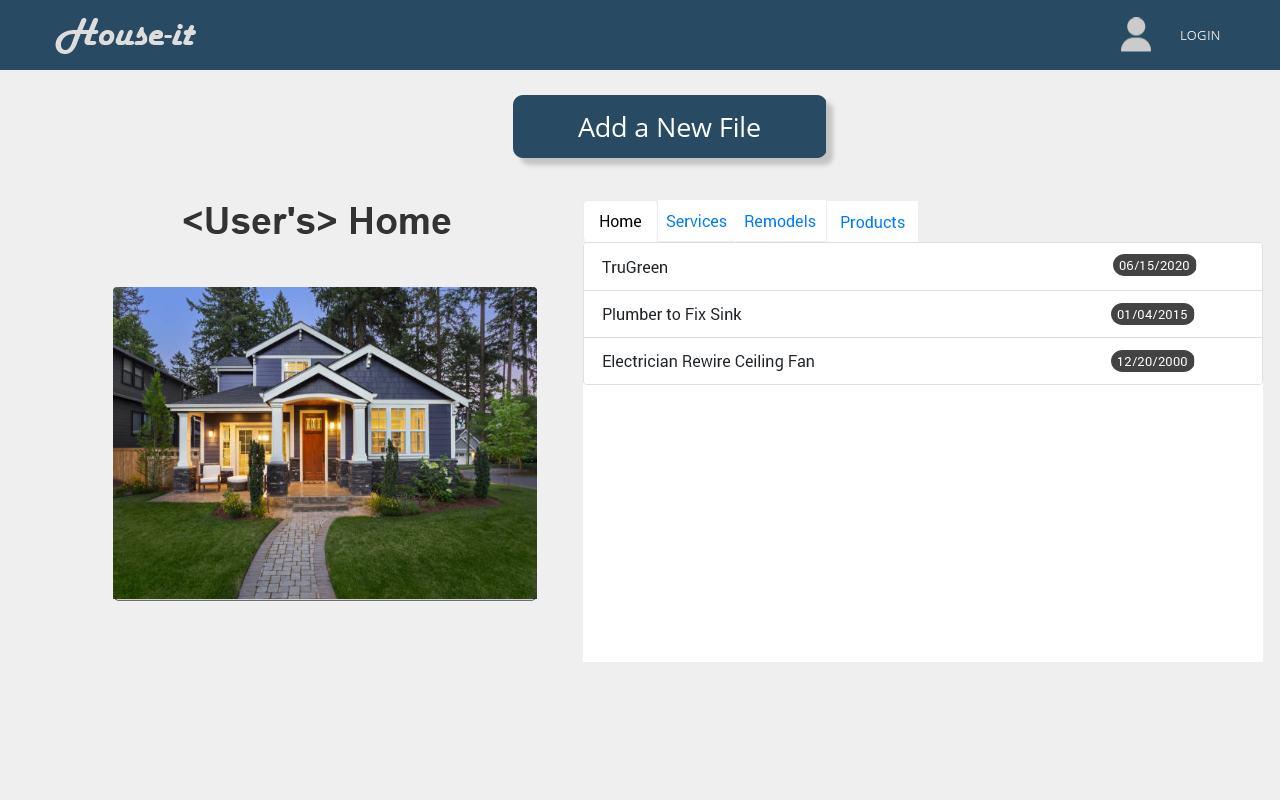 House-it
LOGIN
Add a New File
<User's> Home
Home Services Remodels Products
TruGreen 06/15/2020
Plumber to Fix Sink 01/04/2015
Electrician Rewire Ceiling Fan 12/20/2000